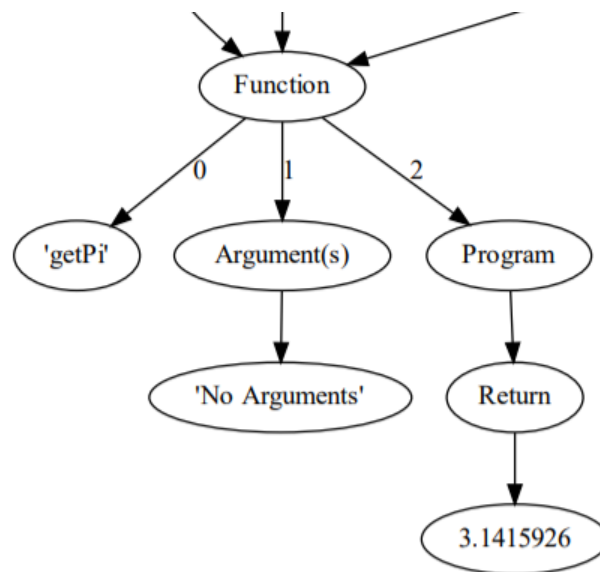 Function
0
1
2
'getPi'
Argument(s)
Program
'No Arguments'
Return
3.1415926